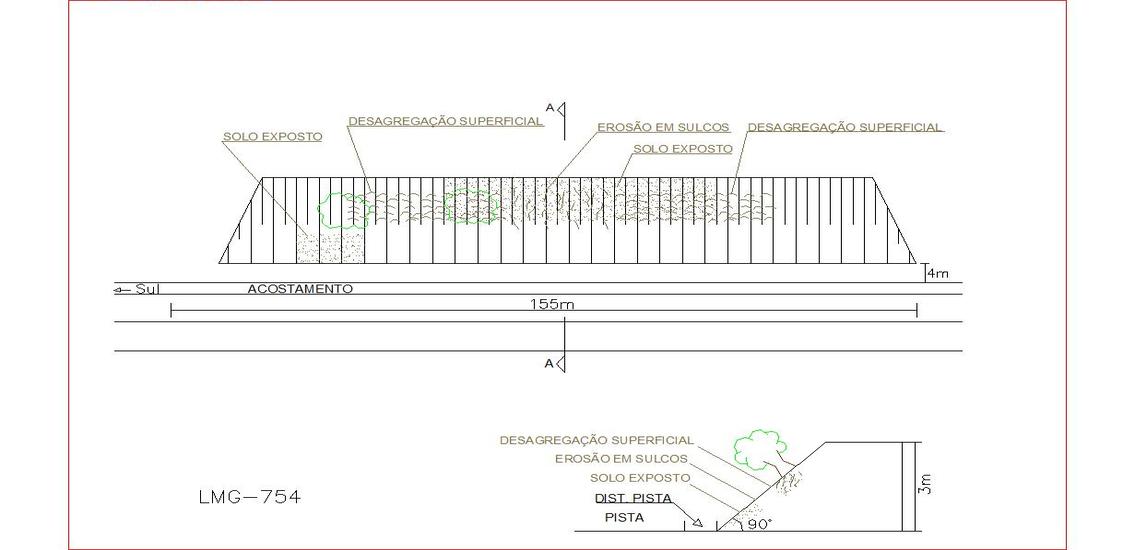 A
DESAGREGAÇÃO SUPERFICIAL
EROSÃO EM SULCOS
DESAGREGAÇÃO SUPERFICIAL
SOLO EXPOSTO
SOLO EXPOSTO
4m
Sul
ACOSTAMENTO
155m
A
DESAGREGAÇÃO SUPERFICIAL
EROSÃO EM SULCOS
SOLO EXPOSTO
3m
LMG-754
DIST. PISTA
PISTA
90°